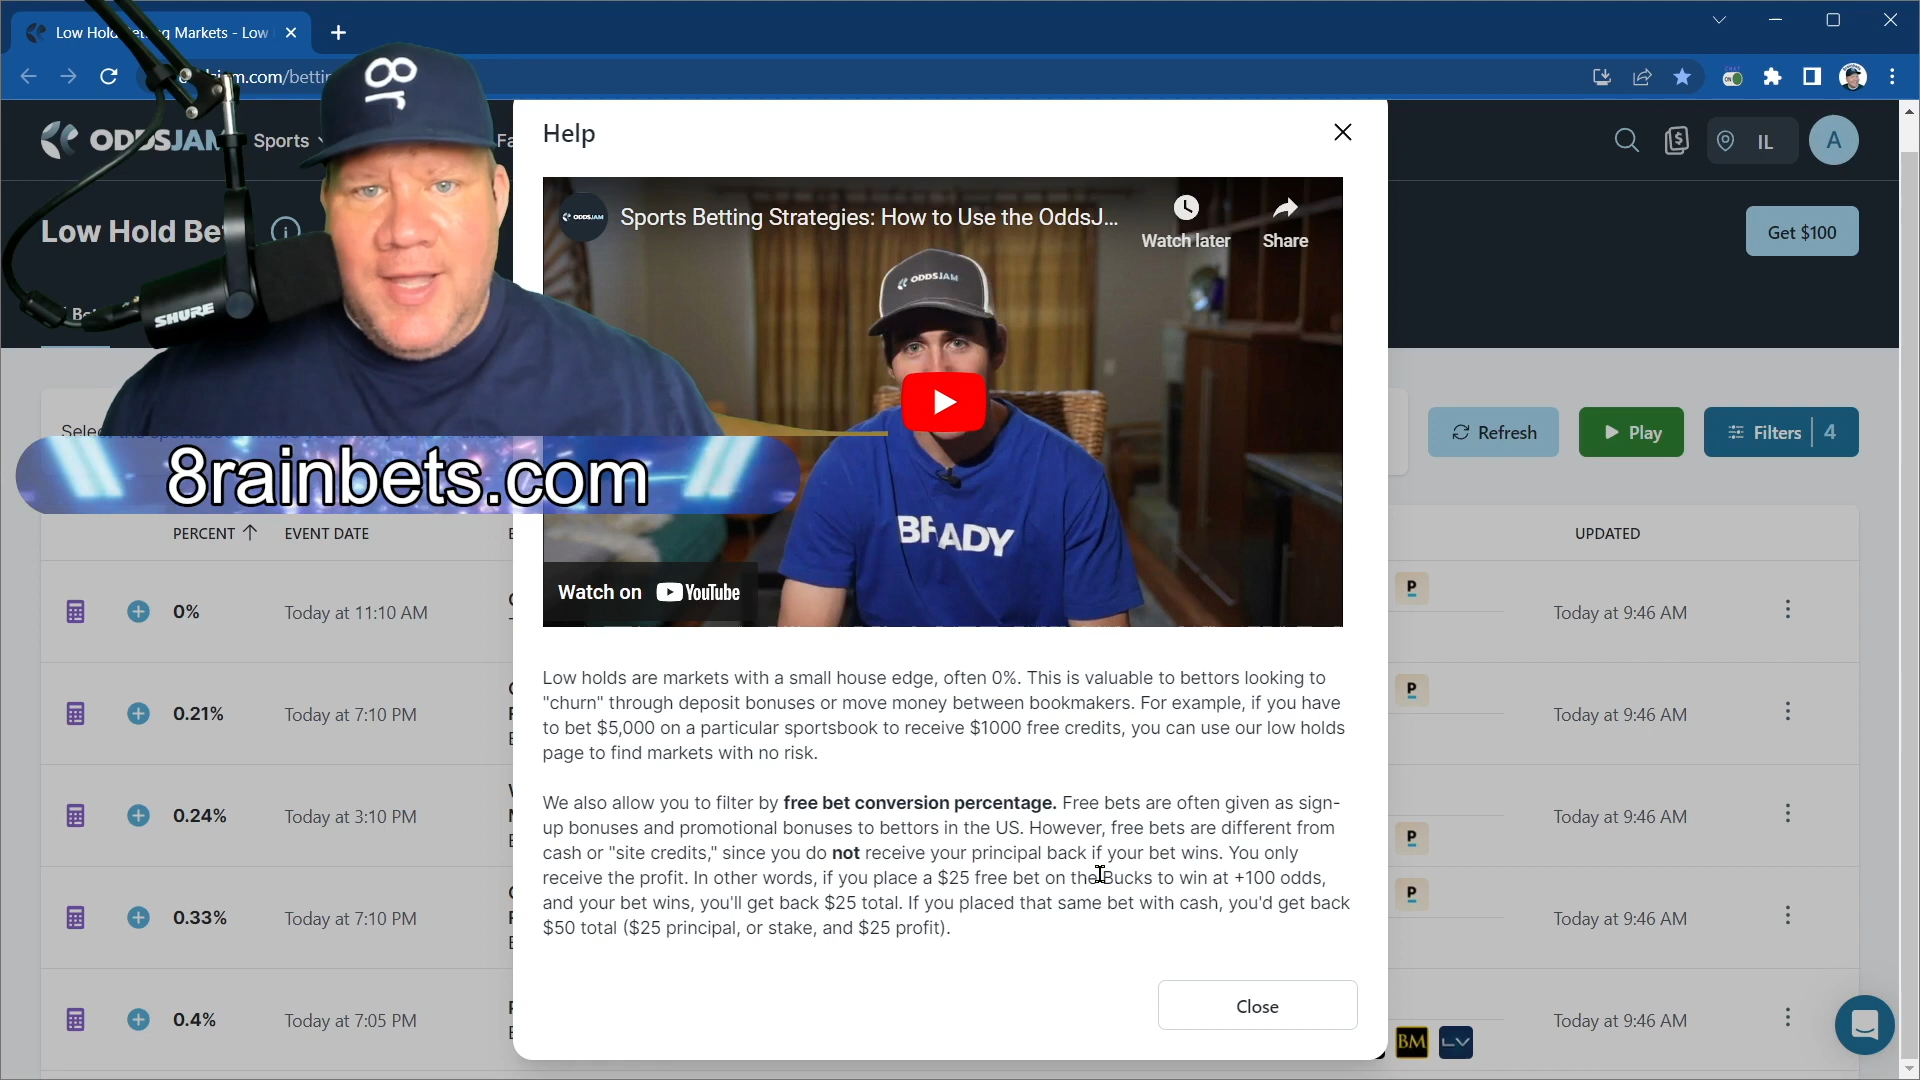 Low Hold Betting Markets - Low
oddsjam.com/bettin
ODDSJAM
Sports
Fa
IL
A
Low Hold Be
Get $100
Help
ODDSJAM
Sports Betting Strategies: How to Use the OddsJ...
Watch later
Share
8r
SHURE
ODDSJAM
BRADY
Watch on YouTube
8rainbets.com
Refresh
Play
Filters 4
PERCENT
EVENT DATE
UPDATED
0%
Today at 11:10 AM
Today at 9:46 AM
0.21%
Today at 7:10 PM
Today at 9:46 AM
0.24%
Today at 3:10 PM
Today at 9:46 AM
0.33%
Today at 7:10 PM
Today at 9:46 AM
0.4%
Today at 7:05 PM
Today at 9:46 AM
BM
LV
Low holds are markets with a small house edge, often 0%. This is valuable to bettors looking to
"churn" through deposit bonuses or move money between bookmakers. For example, if you have
to bet $5,000 on a particular sportsbook to receive $1000 free credits, you can use our low holds
page to find markets with no risk.
We also allow you to filter by free bet conversion percentage. Free bets are often given as sign-
up bonuses and promotional bonuses to bettors in the US. However, free bets are different from
cash or "site credits," since you do not receive your principal back if your bet wins. You only
receive the profit. In other words, if you place a $25 free bet on the Bucks to win at +100 odds,
and your bet wins, you'll get back $25 total. If you placed that same bet with cash, you'd get back
$50 total ($25 principal, or stake, and $25 profit).
Close